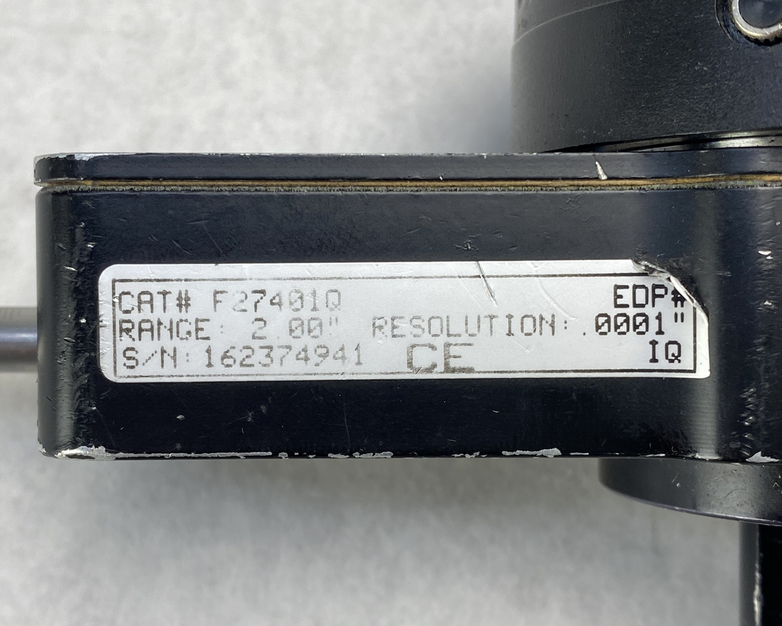 CAT# F27401Q EDP#
RANGE: 2.00" RESOLUTION: .0001"
S/N: 162374941 CE IQ